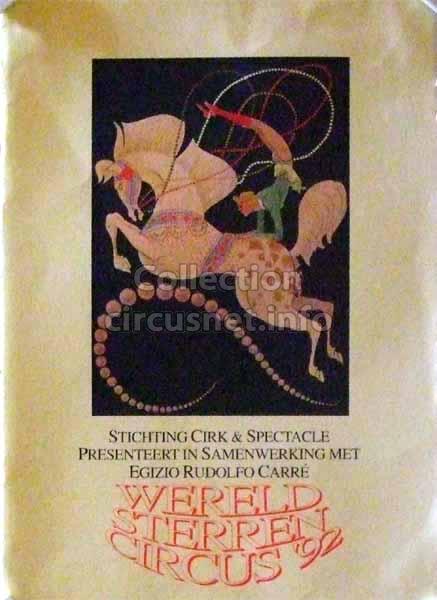 Collection
circusnet.info
STICHTING CIRK & SPECTACLE
PRESENTEERT IN SAMENWERKING MET
EGIZIO RUDOLFO CARRÉ
WERELD
STERREN
CIRCUS '92